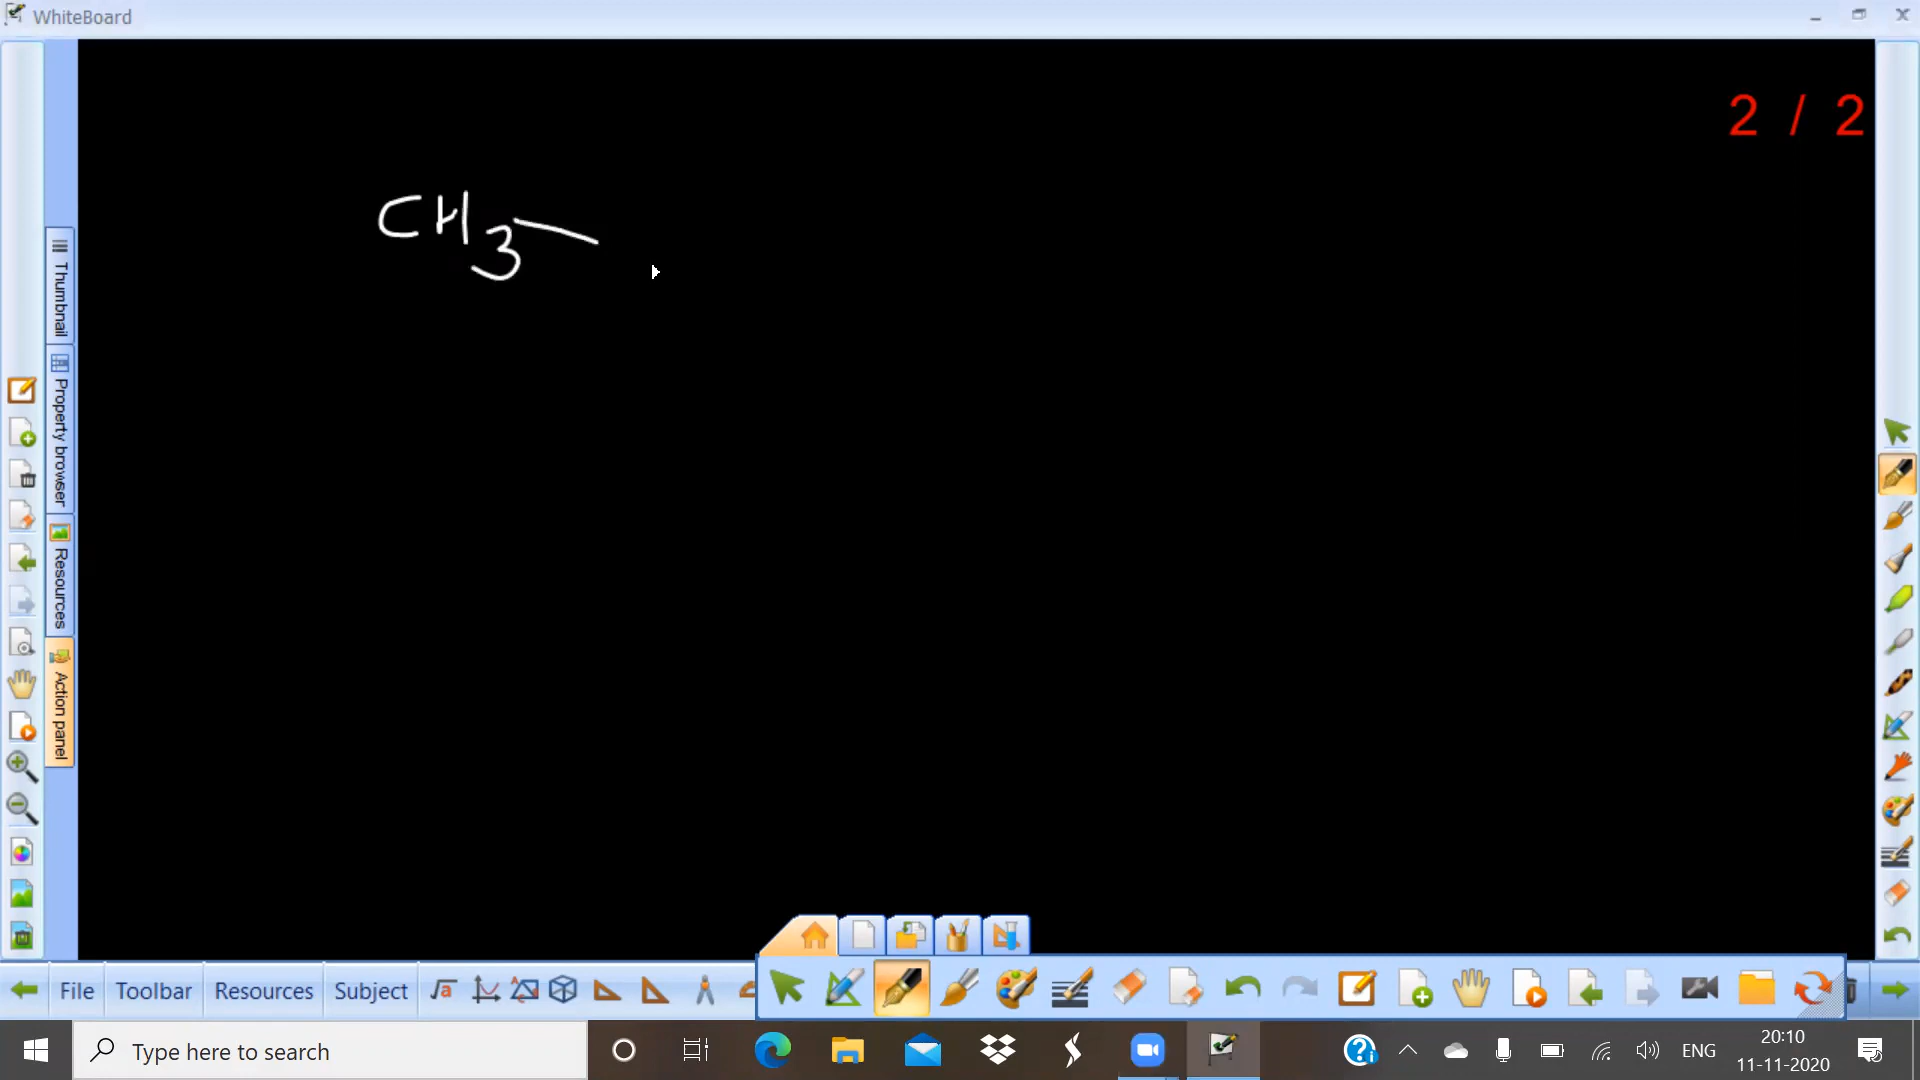 WhiteBoard
2 / 2
CH3—
Thumbnail
Property browser
Resources
Action panel
File Toolbar Resources Subject
Type here to search
ENG
20:10
11-11-2020